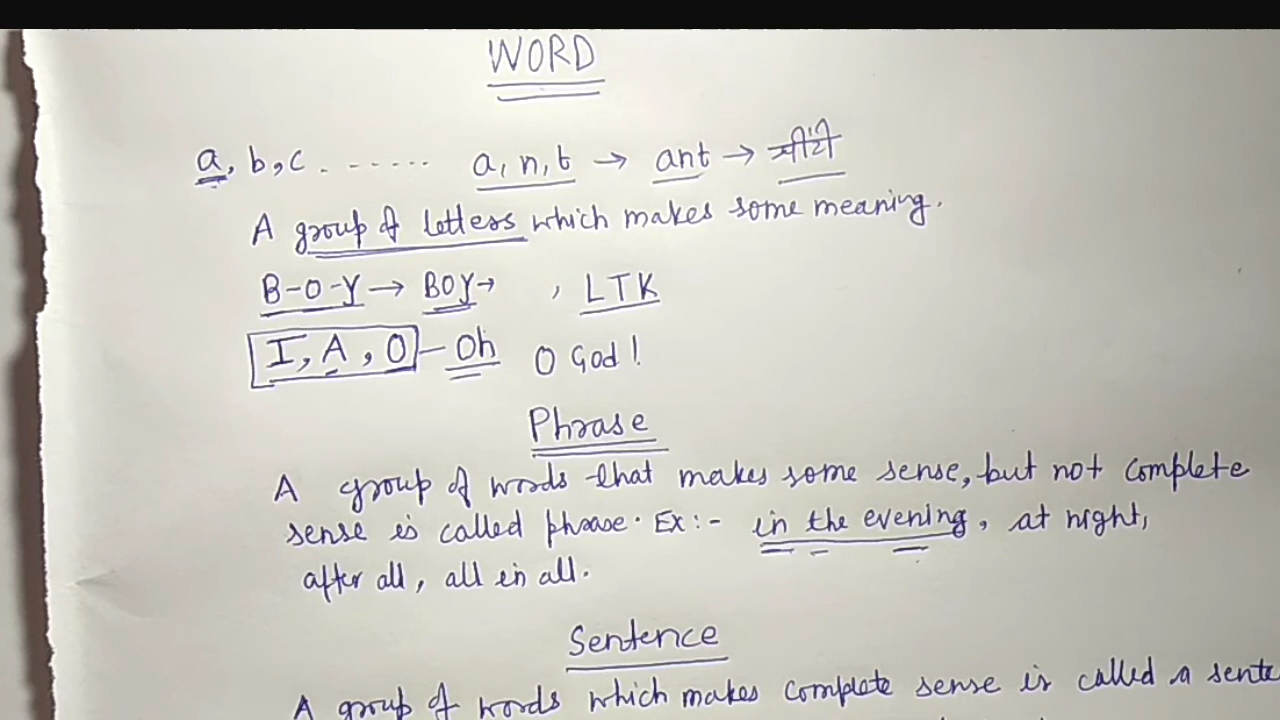 WORD
a, b, c. ...... a, n, t → ant → चींटी
A group of letters which makes some meaning.
B-O-Y → BOY → , LTK
I, A, O - Oh O God!
Phrase
A group of words that makes some sense, but not complete
sense is called phrase. Ex:- in the evening, at night,
after all, all in all.
Sentence
A group of words which makes complete sense is called a sente